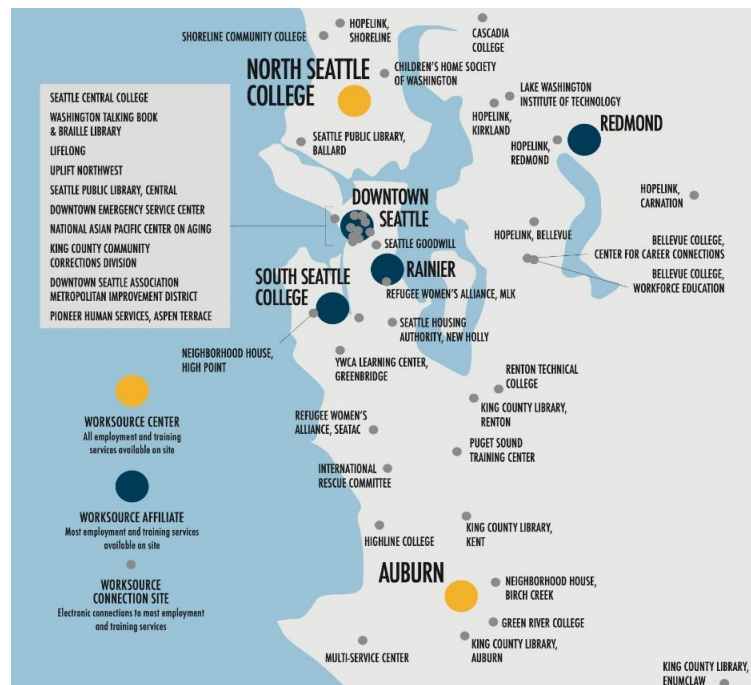 HOPELINK,
SHORELINE
SHORELINE COMMUNITY COLLEGE
CASCADIA
COLLEGE
NORTH SEATTLE
COLLEGE
CHILDREN'S HOME SOCIETY
OF WASHINGTON
LAKE WASHINGTON
INSTITUTE OF TECHNOLOGY
HOPELINK,
KIRKLAND
REDMOND
HOPELINK,
REDMOND
SEATTLE PUBLIC LIBRARY,
BALLARD
SEATTLE CENTRAL COLLEGE
WASHINGTON TALKING BOOK
& BRAILLE LIBRARY
LIFELONG
UPLIFT NORTHWEST
SEATTLE PUBLIC LIBRARY, CENTRAL
DOWNTOWN EMERGENCY SERVICE CENTER
NATIONAL ASIAN PACIFIC CENTER ON AGING
KING COUNTY COMMUNITY
CORRECTIONS DIVISION
DOWNTOWN SEATTLE ASSOCIATION
METROPOLITAN IMPROVEMENT DISTRICT
PIONEER HUMAN SERVICES, ASPEN TERRACE
DOWNTOWN
SEATTLE
HOPELINK,
CARNATION
HOPELINK, BELLEVUE
SEATTLE GOODWILL
BELLEVUE COLLEGE,
CENTER FOR CAREER CONNECTIONS
BELLEVUE COLLEGE,
WORKFORCE EDUCATION
RAINIER
SOUTH SEATTLE
COLLEGE
REFUGEE WOMEN'S ALLIANCE, MLK
SEATTLE HOUSING
AUTHORITY, NEW HOLLY
NEIGHBORHOOD HOUSE,
HIGH POINT
YWCA LEARNING CENTER,
GREENBRIDGE
RENTON TECHNICAL
COLLEGE
KING COUNTY LIBRARY,
RENTON
REFUGEE WOMEN'S
ALLIANCE, SEATAC
PUGET SOUND
TRAINING CENTER
INTERNATIONAL
RESCUE COMMITTEE
KING COUNTY LIBRARY,
KENT
HIGHLINE COLLEGE
AUBURN
NEIGHBORHOOD HOUSE,
BIRCH CREEK
GREEN RIVER COLLEGE
KING COUNTY LIBRARY,
AUBURN
MULTI-SERVICE CENTER
KING COUNTY LIBRARY,
ENUMCLAW
WORKSOURCE CENTER
All employment and training
services available on site
WORKSOURCE AFFILIATE
Most employment and training services
available on site
WORKSOURCE
CONNECTION SITE
Electronic connections to most employment
and training services